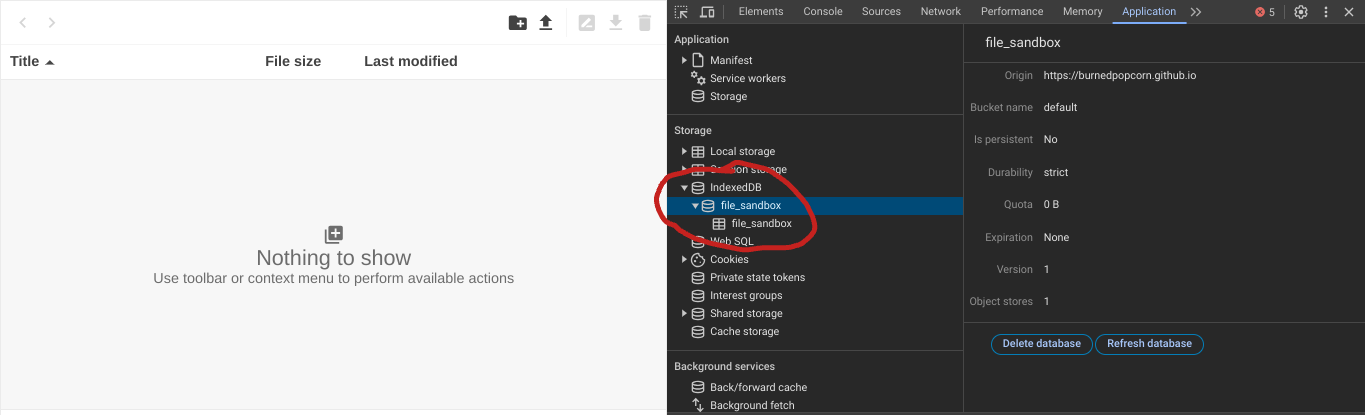 Title File size Last modified
Nothing to show
Use toolbar or context menu to perform available actions
Elements Console Sources Network Performance Memory Application 5
Application
Manifest
Service workers
Storage
Storage
Local storage
Session storage
IndexedDB
file_sandbox
file_sandbox
Web SQL
Cookies
Private state tokens
Interest groups
Shared storage
Cache storage
Background services
Back/forward cache
Background fetch
file_sandbox
Origin https://burnedpopcorn.github.io
Bucket name default
Is persistent No
Durability strict
Quota 0 B
Expiration None
Version 1
Object stores 1
Delete database Refresh database